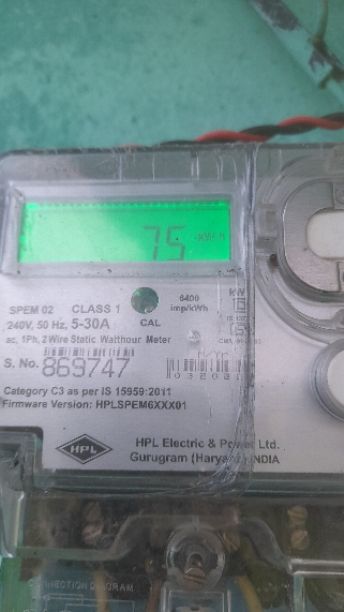 75
SPEM 02 CLASS 1 6400
240V, 50 Hz, 5-30A CAL imp/kWh
ac, 1Ph, 2 Wire Static Watthour Meter
S. No. 869747
Category C3 as per IS 15959:2011
Firmware Version: HPLSPEM6XXX01
HPL
HPL Electric & Power Ltd.
Gurugram INDIA
CONNECTION DIAGRAM